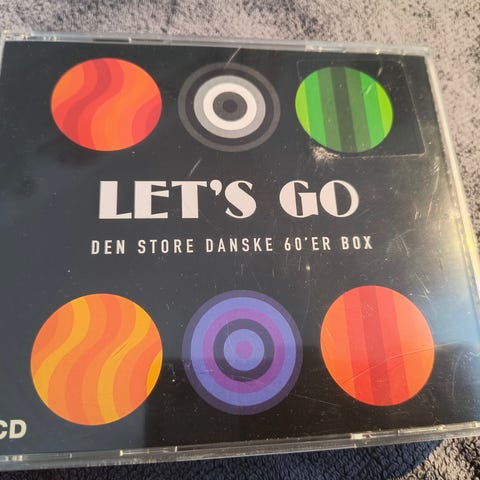 LET'S GO
DEN STORE DANSKE 60'ER BOX
CD